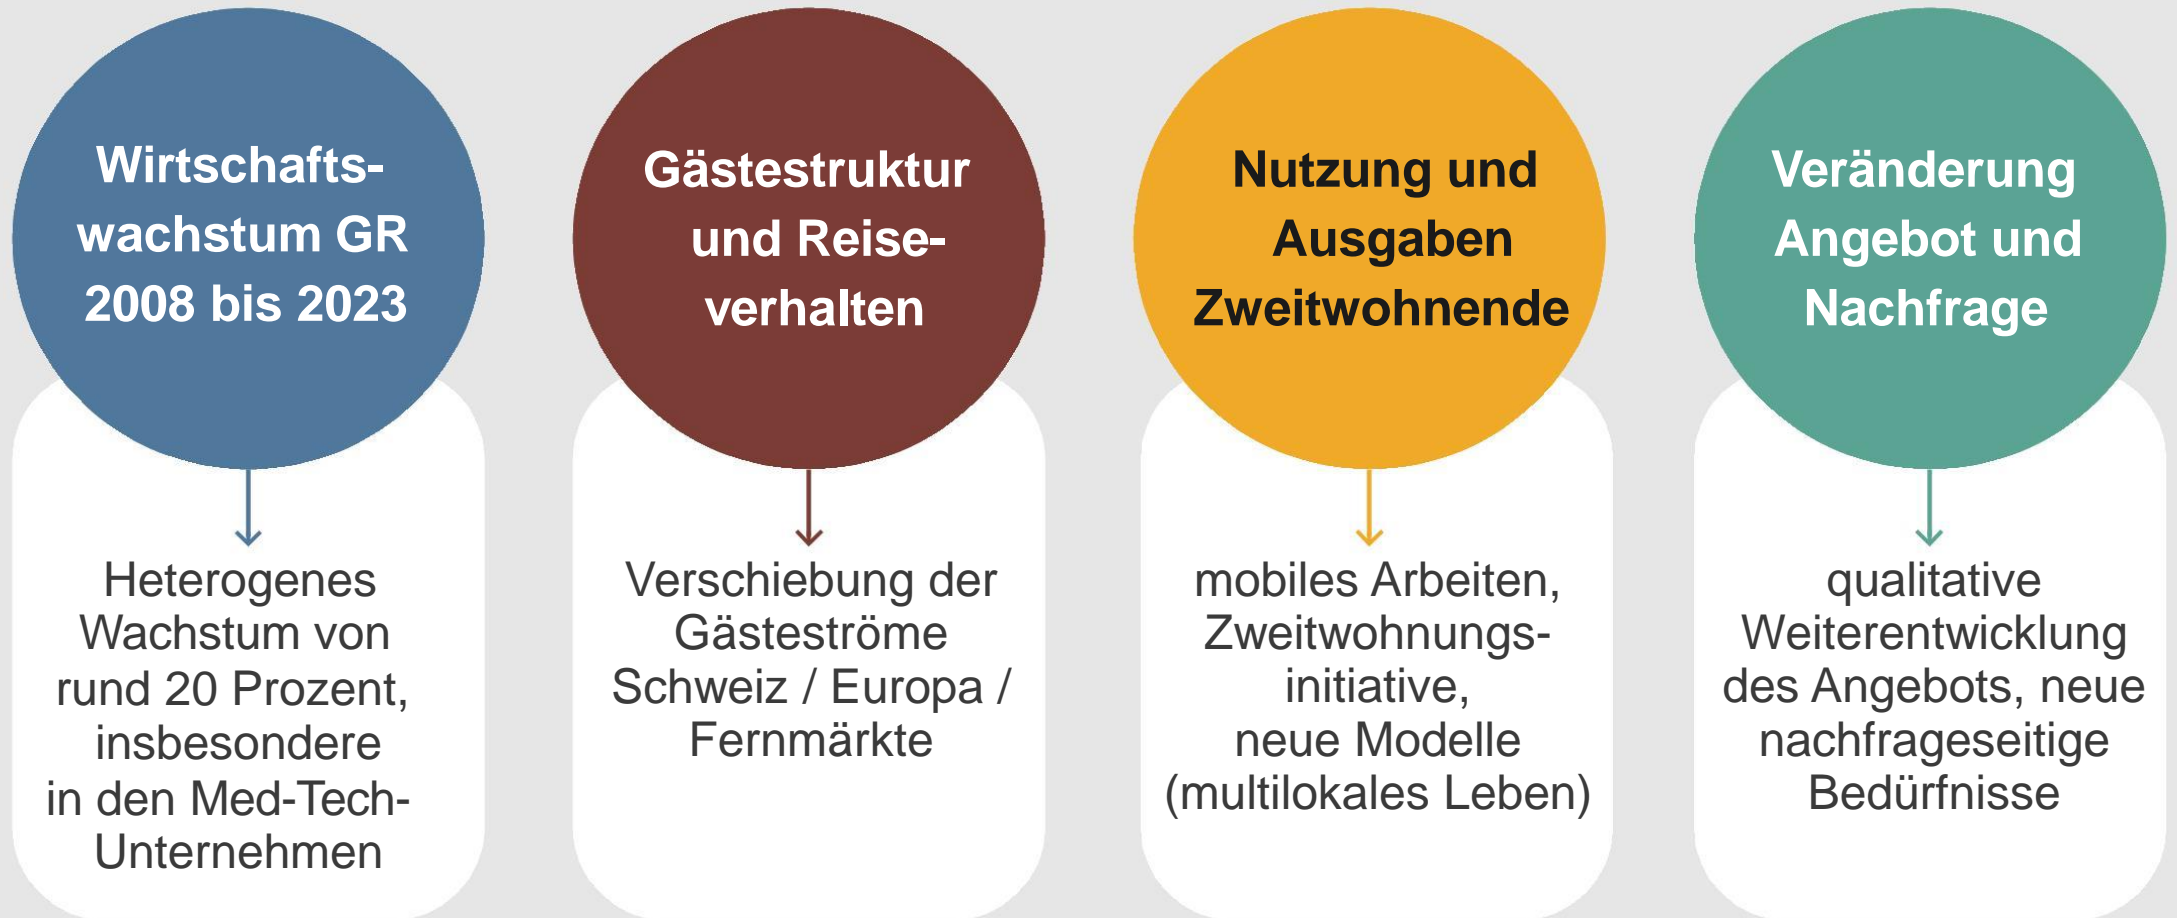 Wirtschafts-
wachstum GR
2008 bis 2023
Heterogenes
Wachstum von
rund 20 Prozent,
insbesondere
in den Med-Tech-
Unternehmen
Gästestruktur
und Reise-
verhalten
Verschiebung der
Gästeströme
Schweiz / Europa /
Fernmärkte
Nutzung und
Ausgaben
Zweitwohnende
mobiles Arbeiten,
Zweitwohnungs-
initiative,
neue Modelle
(multilokales Leben)
Veränderung
Angebot und
Nachfrage
qualitative
Weiterentwicklung
des Angebots, neue
nachfrageseitige
Bedürfnisse